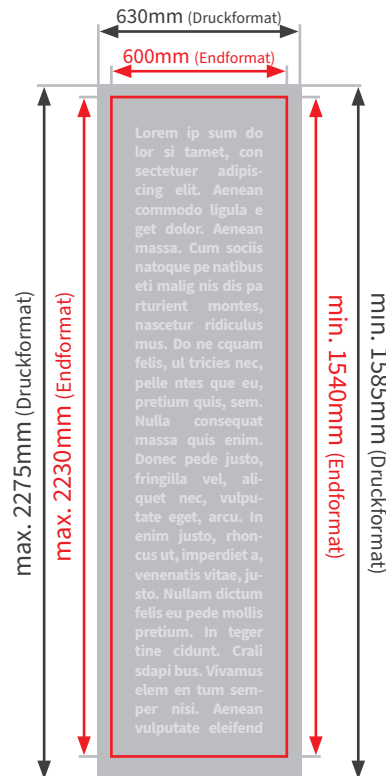 630mm (Druckformat)
600mm (Endformat)
max. 2275mm (Druckformat)
max. 2230mm (Endformat)
Lorem ip sum do
lor si tamet, con
sectetuer adipis-
cing elit. Aenean
commodo ligula e
get dolor. Aenean
massa. Cum sociis
natoque pe natibus
eti malig nis dis pa
rturient montes,
nascetur ridiculus
mus. Do ne cquam
felis, ul tricies nec,
pelle ntes que eu,
pretium quis, sem.
Nulla consequat
massa quis enim.
Donec pede justo,
fringilla vel, ali-
quet nec, vulpu-
tate eget, arcu. In
enim justo, rhon-
cus ut, imperdiet a,
venenatis vitae, ju-
sto. Nullam dictum
felis eu pede mollis
pretium. In teger
tine cidunt. Crali
sdapi bus. Vivamus
elem en tum sem-
per nisi. Aenean
vulputate eleifend
min. 1540mm (Endformat)
min. 1585mm (Druckformat)